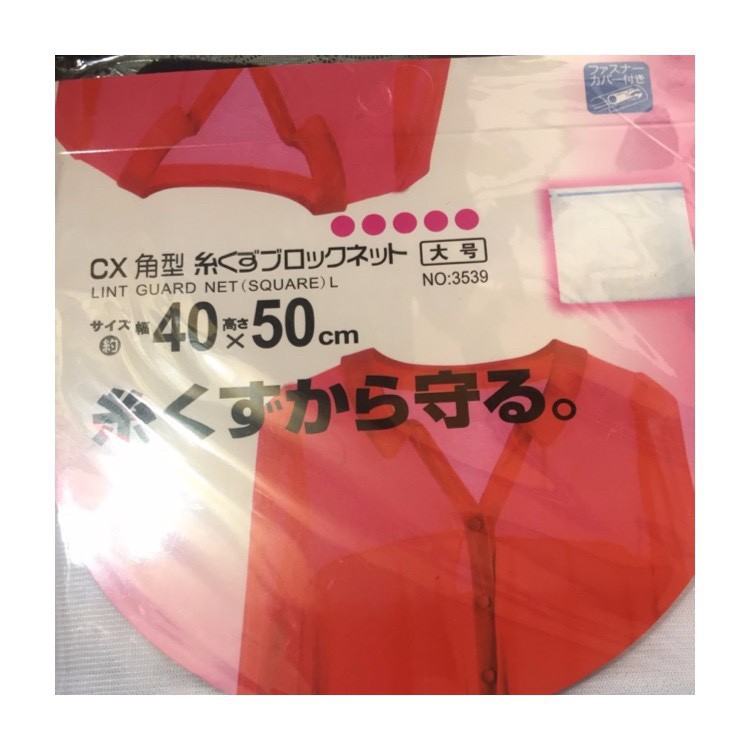 ファスナー
カバー付き
CX 角型 糸くずブロックネット 大号
LINT GUARD NET(SQUARE)L NO:3539
サイズ 約 幅 40 × 高さ 50cm
糸くずから守る。